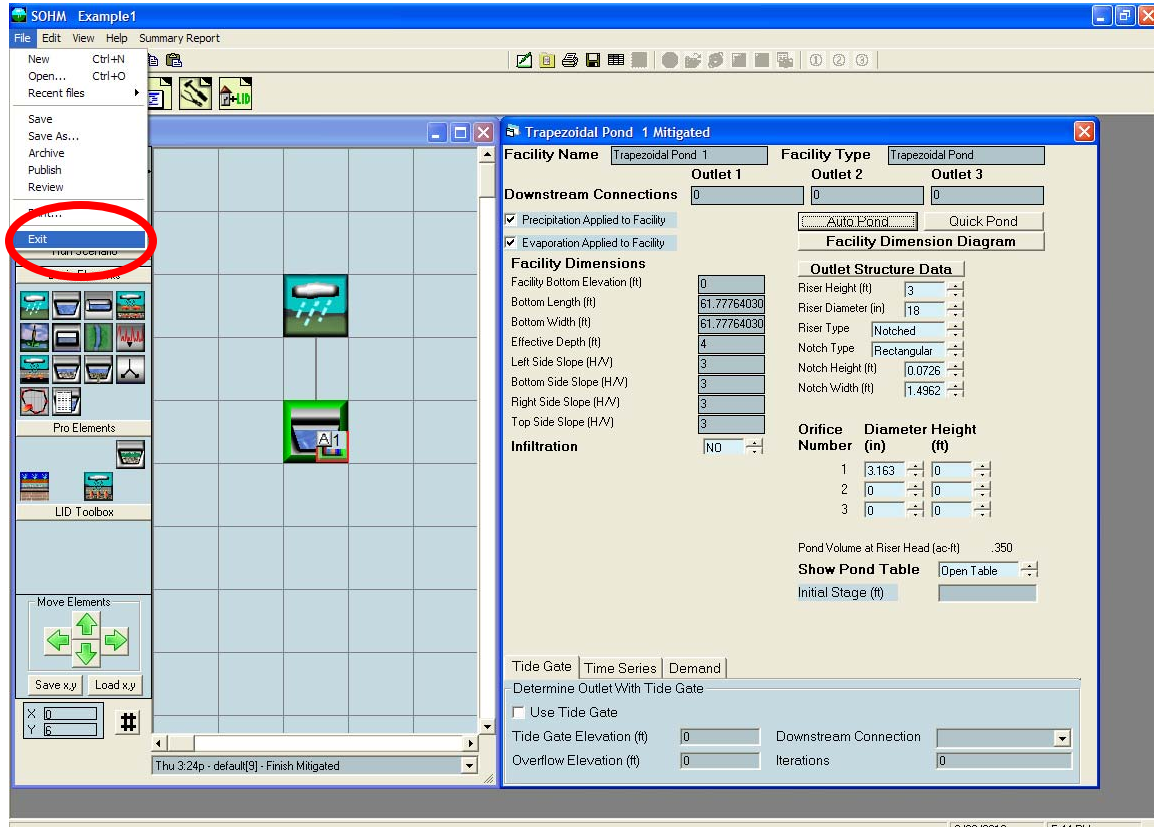 SOHM Example1
File Edit View Help Summary Report
New Ctrl+N
Open... Ctrl+O
Recent files
Save
Save As...
Archive
Publish
Review
Print...
Exit
Run Scenario
Basic Elements
Pro Elements
LID Toolbox
Move Elements
Save x,y Load x,y
X 0
Y 6
#
+LID
A 1
Thu 3:24p - default[9] - Finish Mitigated
Trapezoidal Pond 1 Mitigated
Facility Name Trapezoidal Pond 1 Facility Type Trapezoidal Pond
Outlet 1 Outlet 2 Outlet 3
Downstream Connections 0 0 0
Precipitation Applied to Facility Auto Pond Quick Pond
Evaporation Applied to Facility Facility Dimension Diagram
Facility Dimensions
Facility Bottom Elevation (ft) 0
Bottom Length (ft) 61.77764030
Bottom Width (ft) 61.77764030
Effective Depth (ft) 4
Left Side Slope (H/V) 3
Bottom Side Slope (H/V) 3
Right Side Slope (H/V) 3
Top Side Slope (H/V) 3
Infiltration NO
Outlet Structure Data
Riser Height (ft) 3
Riser Diameter (in) 18
Riser Type Notched
Notch Type Rectangular
Notch Height (ft) 0.0726
Notch Width (ft) 1.4962
Orifice Diameter Height
Number (in) (ft)
1 3.163 0
2 0 0
3 0 0
Pond Volume at Riser Head (ac-ft) .350
Show Pond Table Open Table
Initial Stage (ft)
Tide Gate Time Series Demand
Determine Outlet With Tide Gate
Use Tide Gate
Tide Gate Elevation (ft) 0 Downstream Connection
Overflow Elevation (ft) 0 Iterations 0